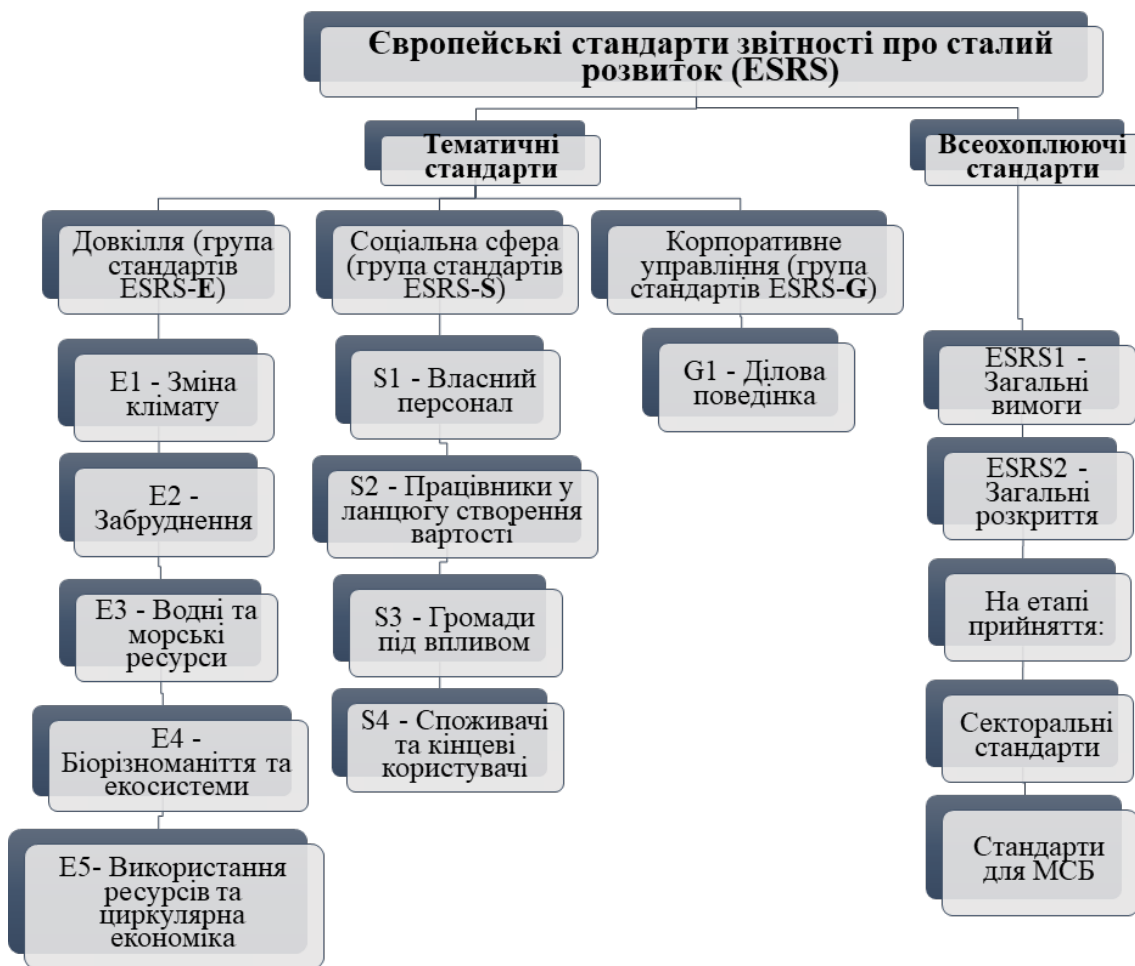 Європейські стандарти звітності про сталий
розвиток (ESRS)
Тематичні
стандарти
Всеохоплюючі
стандарти
Довкілля (група
стандартів
ESRS-E)
Соціальна сфера
(група стандартів
ESRS-S)
Корпоративне
управління (група
стандартів ESRS-G)
E1 - Зміна
клімату
E2 -
Забруднення
E3 - Водні та
морські
ресурси
E4 -
Біорізноманіття та
екосистеми
E5- Використання
ресурсів та
циркулярна
економіка
S1 - Власний
персонал
S2 - Працівники у
ланцюгу створення
вартості
S3 - Громади
під впливом
S4 - Споживачі
та кінцеві
користувачі
G1 - Ділова
поведінка
ESRS1 -
Загальні
вимоги
ESRS2 -
Загальні
розкриття
На етапі
прийняття:
Секторальні
стандарти
Стандарти
для МСБ